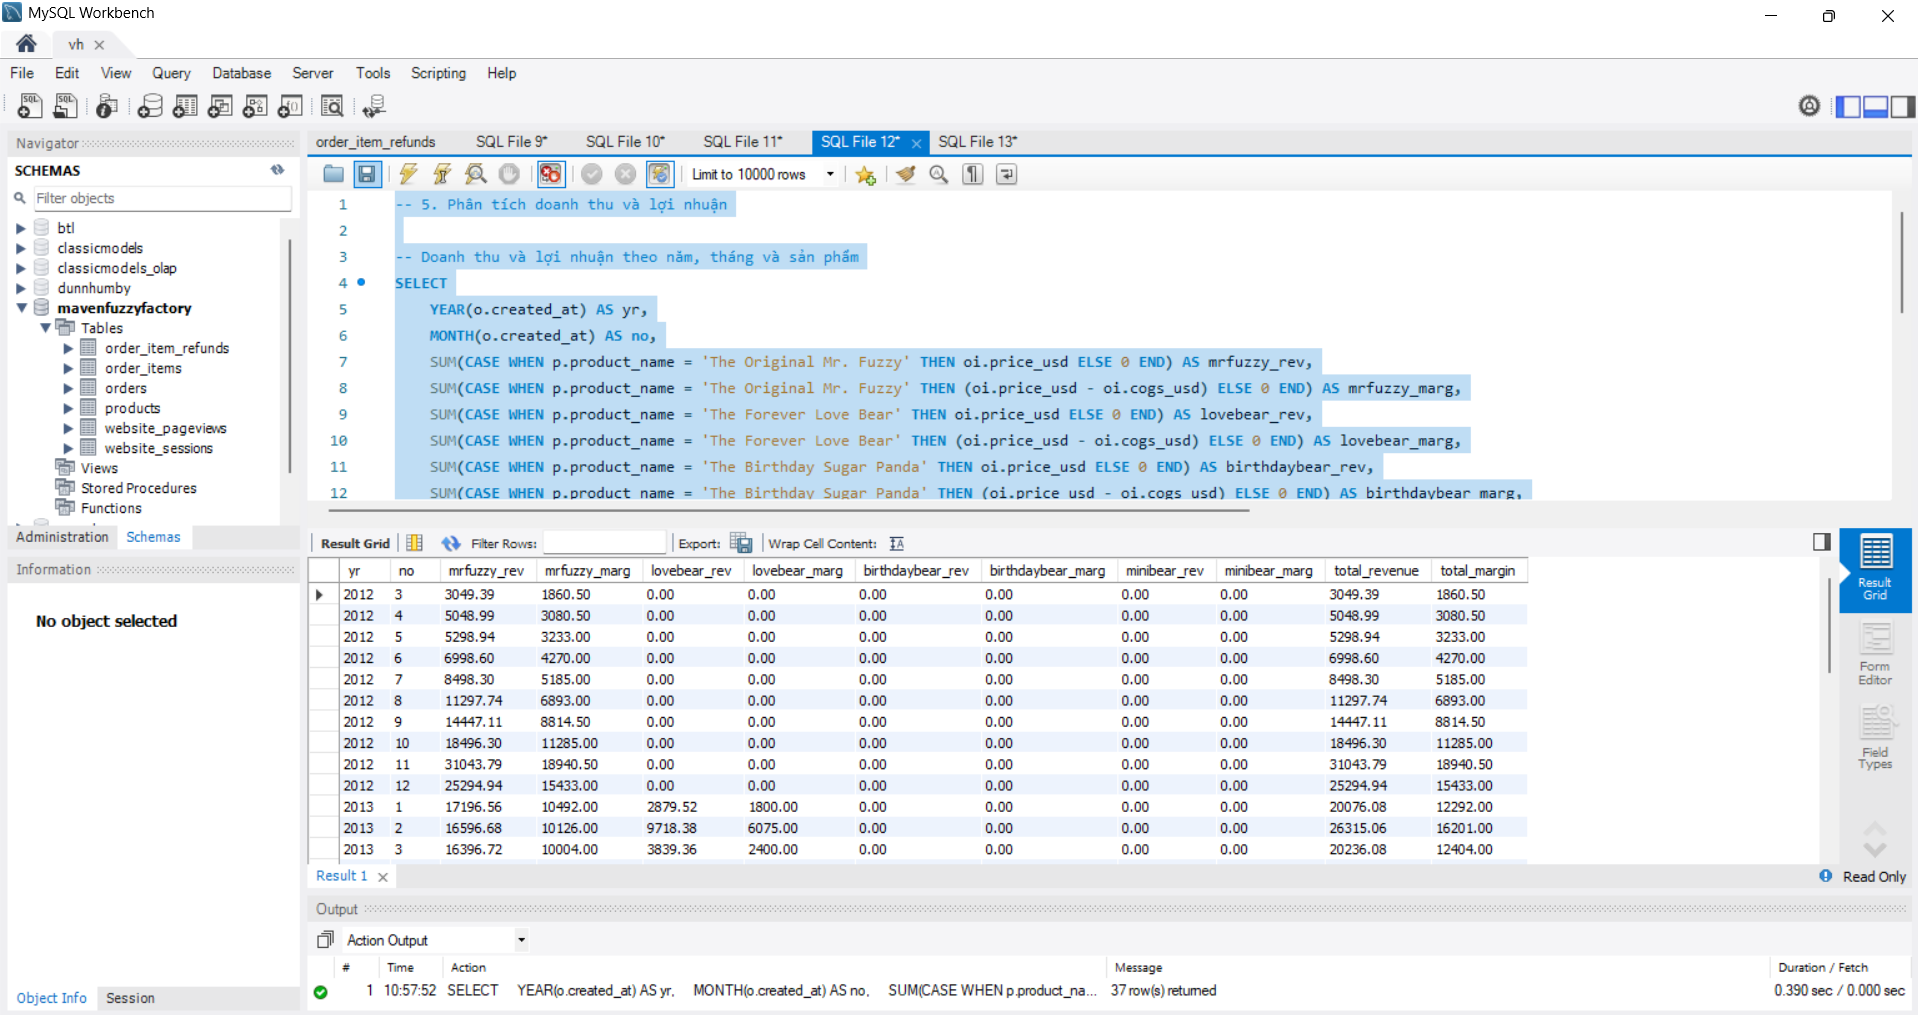 MySQL Workbench
vh
File Edit View Query Database Server Tools Scripting Help
Navigator
SCHEMAS
Filter objects
btl
classicmodels
classicmodels_olap
dunnhumby
mavenfuzzyfactory
Tables
order_item_refunds
order_items
orders
products
website_pageviews
website_sessions
Views
Stored Procedures
Functions
Administration Schemas
Information
No object selected
Object Info Session
order_item_refunds SQL File 9* SQL File 10* SQL File 11* SQL File 12* SQL File 13*
Limit to 10000 rows
1 -- 5. Phân tích doanh thu và lợi nhuận
2
3 -- Doanh thu và lợi nhuận theo năm, tháng và sản phẩm
4 SELECT
5 YEAR(o.created_at) AS yr,
6 MONTH(o.created_at) AS no,
7 SUM(CASE WHEN p.product_name = 'The Original Mr. Fuzzy' THEN oi.price_usd ELSE 0 END) AS mrfuzzy_rev,
8 SUM(CASE WHEN p.product_name = 'The Original Mr. Fuzzy' THEN (oi.price_usd - oi.cogs_usd) ELSE 0 END) AS mrfuzzy_marg,
9 SUM(CASE WHEN p.product_name = 'The Forever Love Bear' THEN oi.price_usd ELSE 0 END) AS lovebear_rev,
10 SUM(CASE WHEN p.product_name = 'The Forever Love Bear' THEN (oi.price_usd - oi.cogs_usd) ELSE 0 END) AS lovebear_marg,
11 SUM(CASE WHEN p.product_name = 'The Birthday Sugar Panda' THEN oi.price_usd ELSE 0 END) AS birthdaybear_rev,
12 SUM(CASE WHEN p.product_name = 'The Birthday Sugar Panda' THEN (oi.price_usd - oi.cogs_usd) ELSE 0 END) AS birthdaybear_marg,
Result Grid Filter Rows: Export: Wrap Cell Content:
yr no mrfuzzy_rev mrfuzzy_marg lovebear_rev lovebear_marg birthdaybear_rev birthdaybear_marg minibear_rev minibear_marg total_revenue total_margin
2012 3 3049.39 1860.50 0.00 0.00 0.00 0.00 0.00 0.00 3049.39 1860.50
2012 4 5048.99 3080.50 0.00 0.00 0.00 0.00 0.00 0.00 5048.99 3080.50
2012 5 5298.94 3233.00 0.00 0.00 0.00 0.00 0.00 0.00 5298.94 3233.00
2012 6 6998.60 4270.00 0.00 0.00 0.00 0.00 0.00 0.00 6998.60 4270.00
2012 7 8498.30 5185.00 0.00 0.00 0.00 0.00 0.00 0.00 8498.30 5185.00
2012 8 11297.74 6893.00 0.00 0.00 0.00 0.00 0.00 0.00 11297.74 6893.00
2012 9 14447.11 8814.50 0.00 0.00 0.00 0.00 0.00 0.00 14447.11 8814.50
2012 10 18496.30 11285.00 0.00 0.00 0.00 0.00 0.00 0.00 18496.30 11285.00
2012 11 31043.79 18940.50 0.00 0.00 0.00 0.00 0.00 0.00 31043.79 18940.50
2012 12 25294.94 15433.00 0.00 0.00 0.00 0.00 0.00 0.00 25294.94 15433.00
2013 1 17196.56 10492.00 2879.52 1800.00 0.00 0.00 0.00 0.00 20076.08 12292.00
2013 2 16596.68 10126.00 9718.38 6075.00 0.00 0.00 0.00 0.00 26315.06 16201.00
2013 3 16396.72 10004.00 3839.36 2400.00 0.00 0.00 0.00 0.00 20236.08 12404.00
Result Grid
Form Editor
Field Types
Result 1
Read Only
Output
Action Output
# Time Action Message Duration / Fetch
1 10:57:52 SELECT YEAR(o.created_at) AS yr, MONTH(o.created_at) AS no, SUM(CASE WHEN p.product_na... 37 row(s) returned 0.390 sec / 0.000 sec